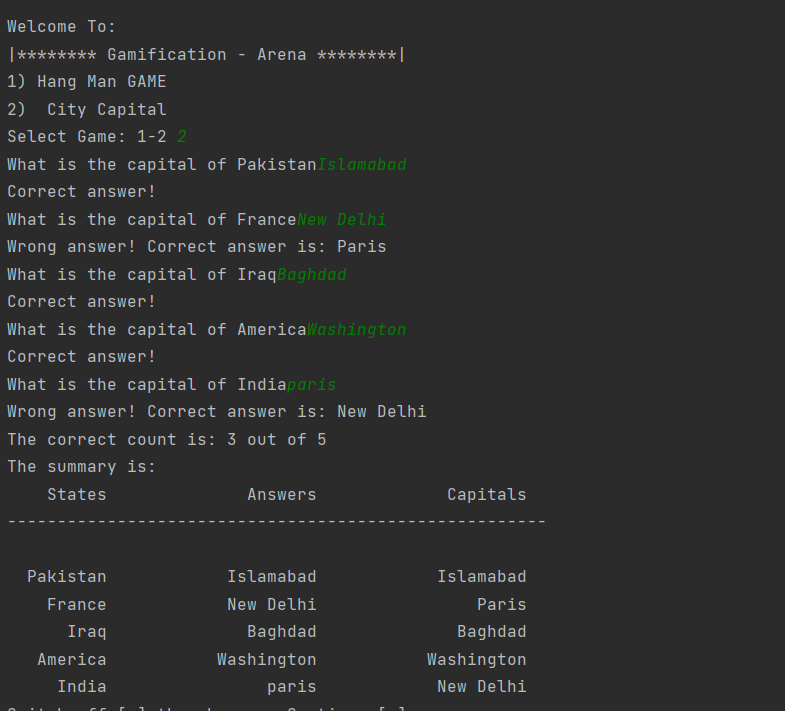 Welcome To:
|******** Gamification - Arena ********|
1) Hang Man GAME
2)  City Capital
Select Game: 1-2 2
What is the capital of PakistanIslamabad
Correct answer!
What is the capital of FranceNew Delhi
Wrong answer! Correct answer is: Paris
What is the capital of IraqBaghdad
Correct answer!
What is the capital of AmericaWashington
Correct answer!
What is the capital of Indiaparis
Wrong answer! Correct answer is: New Delhi
The correct count is: 3 out of 5
The summary is:
    States              Answers             Capitals
------------------------------------------------------
  Pakistan            Islamabad            Islamabad
    France            New Delhi                Paris
      Iraq              Baghdad              Baghdad
   America           Washington           Washington
     India                paris            New Delhi